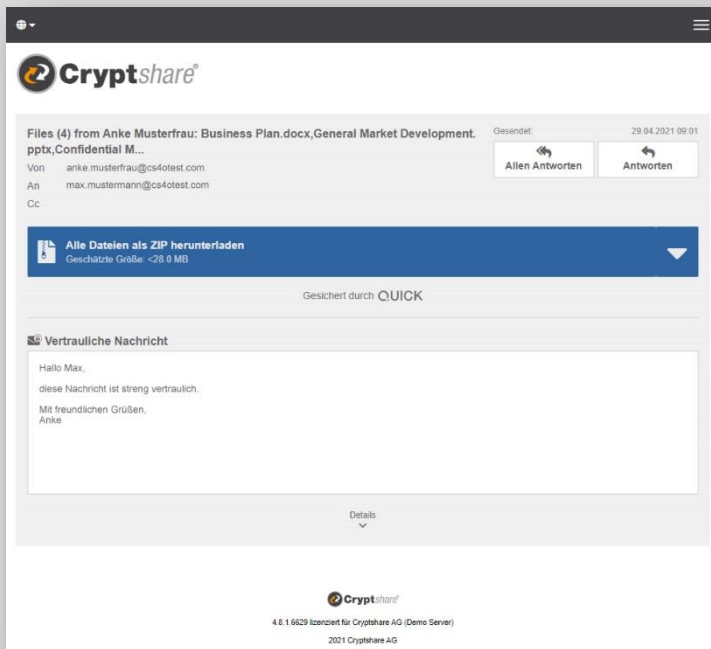 Cryptshare®
Files (4) from Anke Musterfrau: Business Plan.docx,General Market Development.
pptx,Confidential M...
Von anke.musterfrau@cs4otest.com
An max.mustermann@cs4otest.com
Cc
Gesendet: 29.04.2021 09:01
Allen Antworten
Antworten
Alle Dateien als ZIP herunterladen
Geschätzte Größe: <28.0 MB
Gesichert durch QUICK
Vertrauliche Nachricht
Hallo Max,
diese Nachricht ist streng vertraulich.
Mit freundlichen Grüßen,
Anke
Details
Cryptshare®
4.8.1.6629 lizenziert für Cryptshare AG (Demo Server)
2021 Cryptshare AG